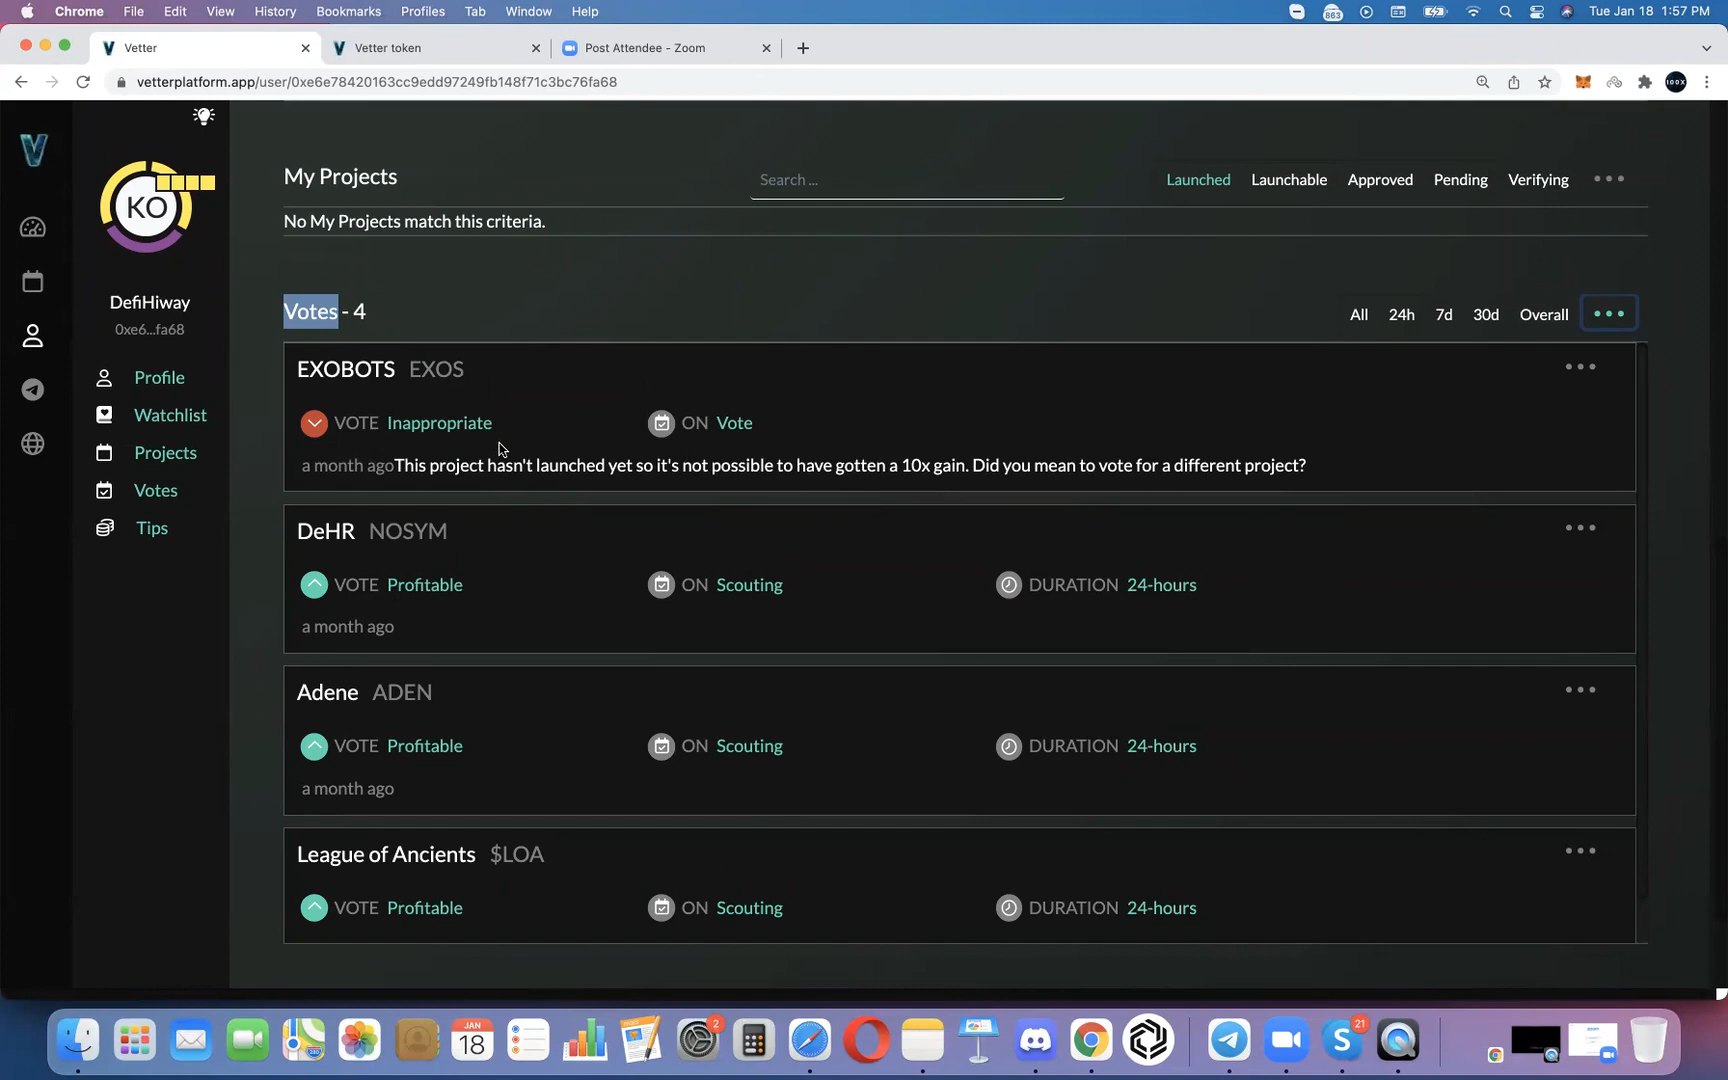 Chrome File Edit View History Bookmarks Profiles Tab Window Help 863 Tue Jan 18 1:57 PM
Vetter Vetter token Post Attendee - Zoom
vetterplatform.app/user/0xe6e78420163cc9edd97249fb148f71c3bc76fa68 100X
V
KO
DefiHiway
0xe6...fa68
Profile
Watchlist
Projects
Votes
Tips
My Projects Search ... Launched Launchable Approved Pending Verifying
No My Projects match this criteria.
Votes - 4 All 24h 7d 30d Overall
EXOBOTS EXOS
VOTE Inappropriate ON Vote
a month ago This project hasn't launched yet so it's not possible to have gotten a 10x gain. Did you mean to vote for a different project?
DeHR NOSYM
VOTE Profitable ON Scouting DURATION 24-hours
a month ago
Adene ADEN
VOTE Profitable ON Scouting DURATION 24-hours
a month ago
League of Ancients $LOA
VOTE Profitable ON Scouting DURATION 24-hours
JAN
18
2
21